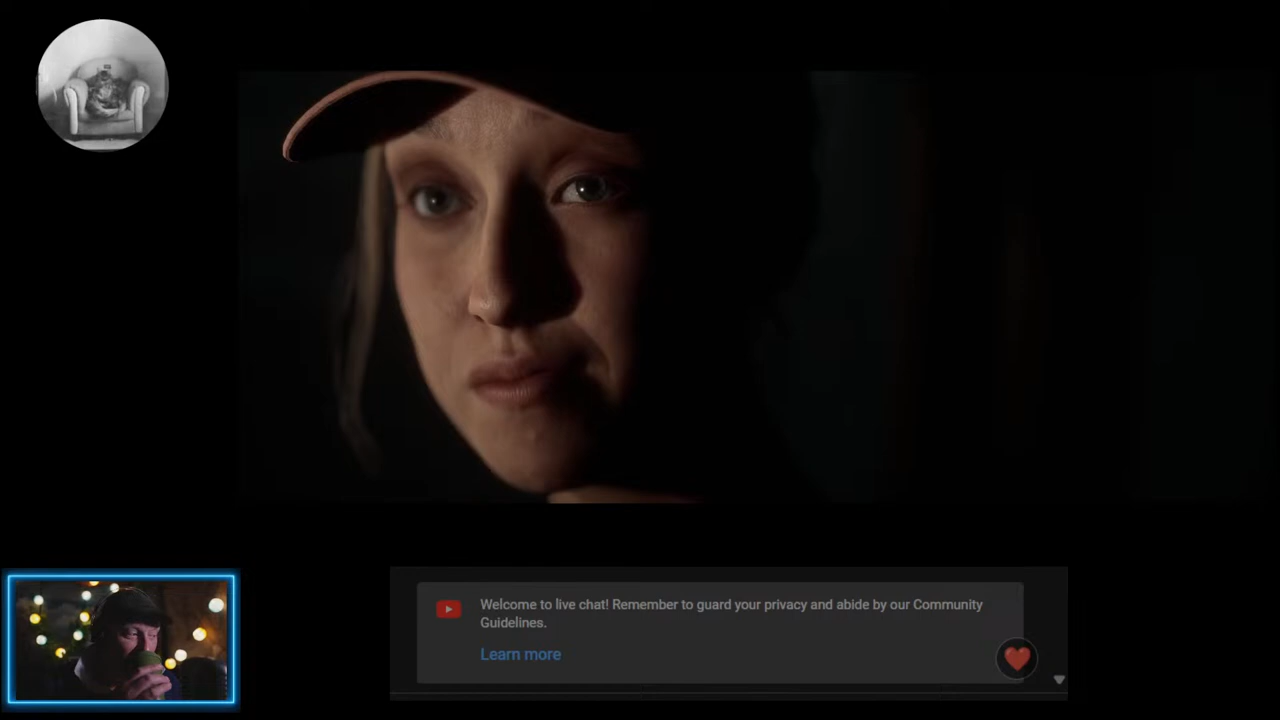 Welcome to live chat! Remember to guard your privacy and abide by our Community
Guidelines.
Learn more